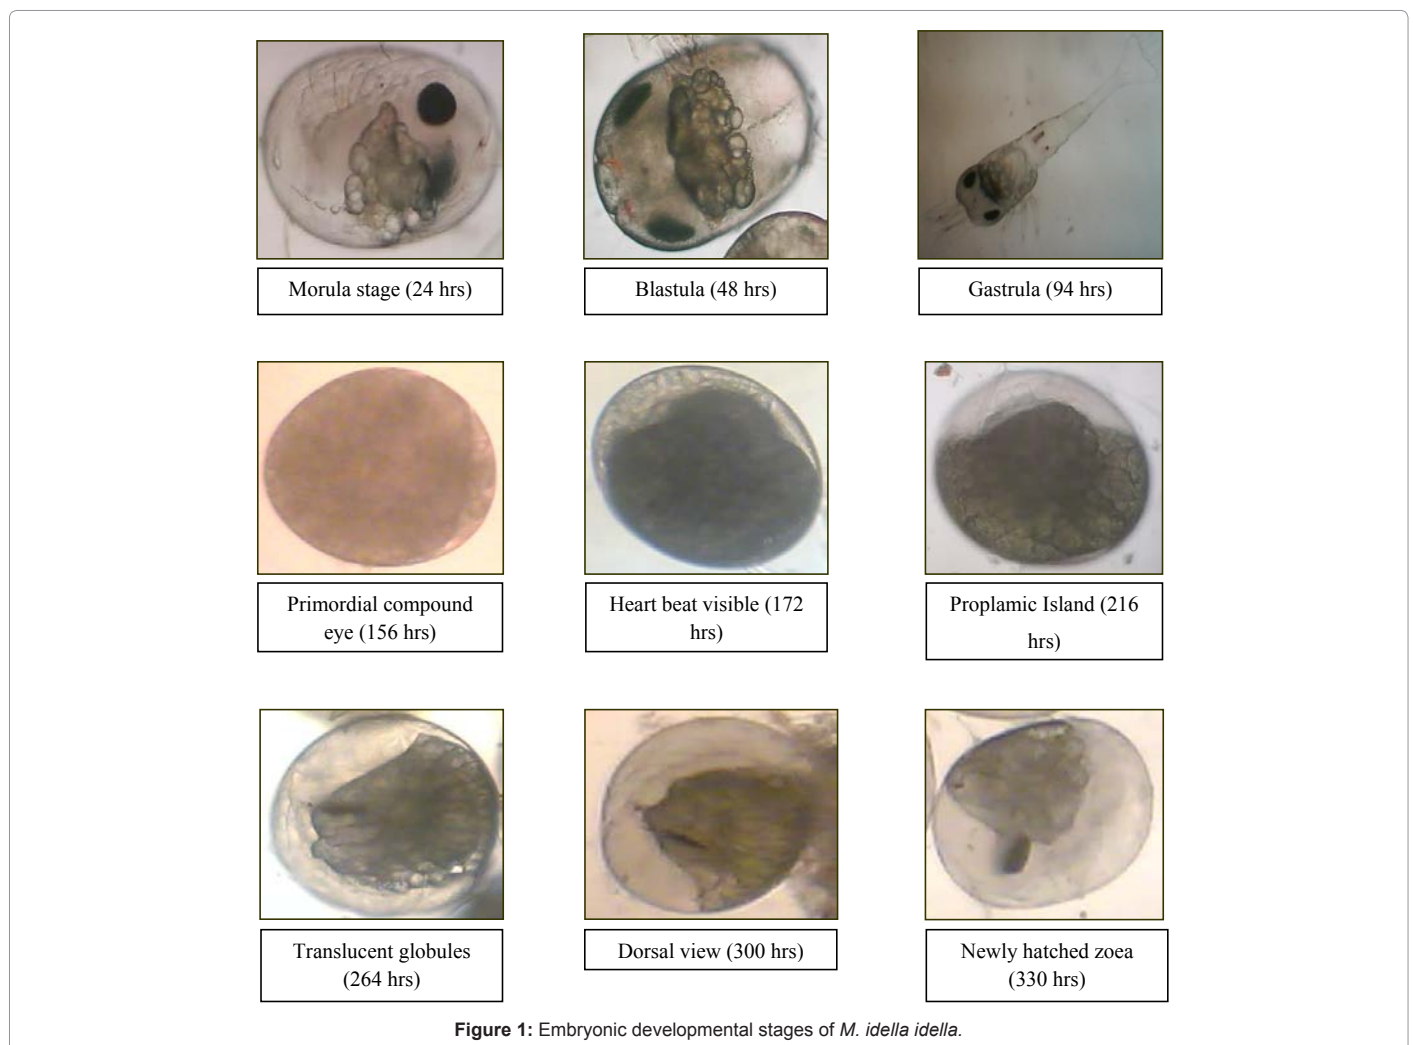 Morula stage (24 hrs)
Blastula (48 hrs)
Gastrula (94 hrs)
Primordial compound
eye (156 hrs)
Heart beat visible (172
hrs)
Proplamic Island (216
hrs)
Translucent globules
(264 hrs)
Dorsal view (300 hrs)
Newly hatched zoea
(330 hrs)
Figure 1: Embryonic developmental stages of M. idella idella.